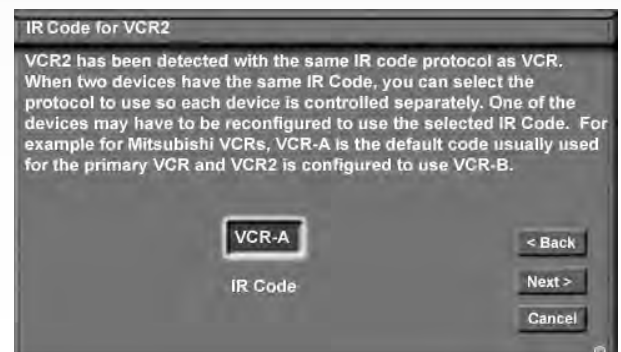 IR Code for VCR2
VCR2 has been detected with the same IR code protocol as VCR.
When two devices have the same IR Code, you can select the
protocol to use so each device is controlled separately. One of the
devices may have to be reconfigured to use the selected IR Code. For
example for Mitsubishi VCRs, VCR-A is the default code usually used
for the primary VCR and VCR2 is configured to use VCR-B.
VCR-A
< Back
IR Code
Next >
Cancel